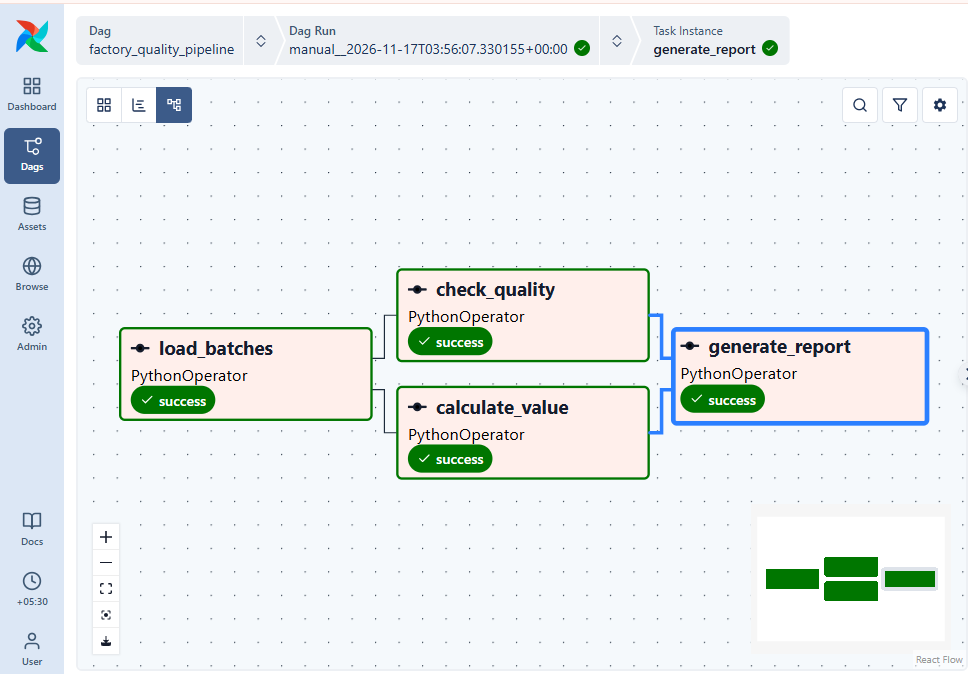 Dag
factory_quality_pipeline
Dag Run
manual__2026-11-17T03:56:07.330155+00:00
Task Instance
generate_report
Dashboard
Dags
Assets
Browse
Admin
Docs
+05:30
User
load_batches
PythonOperator
success
check_quality
PythonOperator
success
calculate_value
PythonOperator
success
generate_report
PythonOperator
success
React Flow